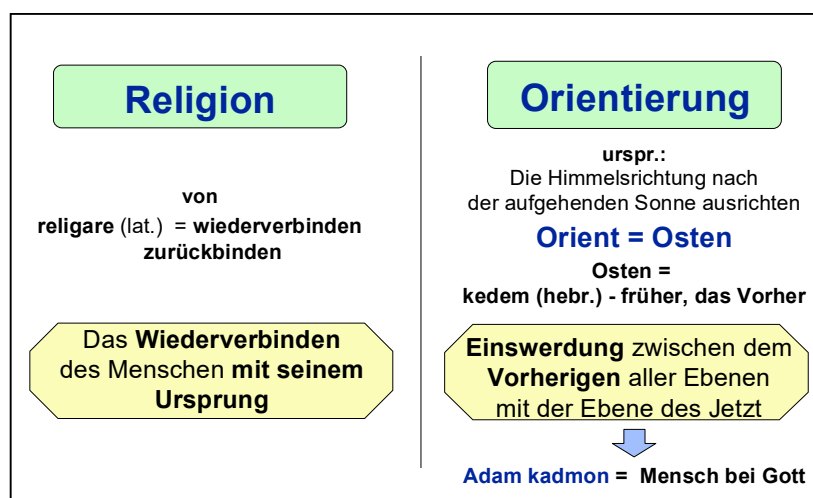 Religion
von
religare (lat.) = wiederverbinden
zurückbinden
Das Wiederverbinden
des Menschen mit seinem
Ursprung
Orientierung
urspr.:
Die Himmelsrichtung nach
der aufgehenden Sonne ausrichten
Orient = Osten
Osten =
kedem (hebr.) - früher, das Vorher
Einswerdung zwischen dem
Vorherigen aller Ebenen
mit der Ebene des Jetzt
Adam kadmon = Mensch bei Gott